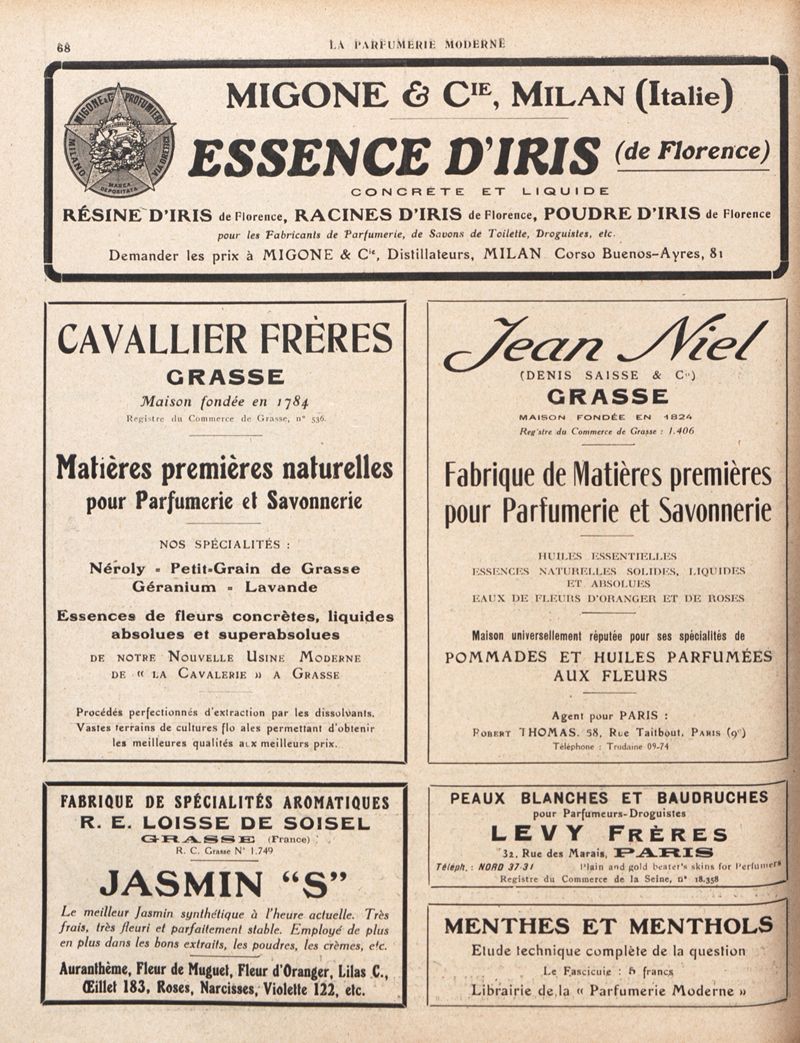 68
LA PARFUMERIE MODERNE
MIGONE & C. PROFUMIERI
MILANO
MARCA DEPOSITATA
MIGONE & CIE, MILAN (Italie)
ESSENCE D'IRIS (de Florence)
CONCRÈTE ET LIQUIDE
RÉSINE D'IRIS de Florence, RACINES D'IRIS de Florence, POUDRE D'IRIS de Florence
pour les Fabricants de Parfumerie, de Savons de Toilette, Droguistes, etc.
Demander les prix à MIGONE & Cie, Distillateurs, MILAN Corso Buenos-Ayres, 81
CAVALLIER FRÈRES
GRASSE
Maison fondée en 1784
Registre du Commerce de Grasse, n° 536.
Matières premières naturelles
pour Parfumerie et Savonnerie
NOS SPÉCIALITÉS :
Néroly - Petit-Grain de Grasse
Géranium - Lavande
Essences de fleurs concrètes, liquides
absolues et superabsolues
DE NOTRE NOUVELLE USINE MODERNE
DE « LA CAVALERIE » A GRASSE
Procédés perfectionnés d'extraction par les dissolvants.
Vastes terrains de cultures flo ales permettant d'obtenir
les meilleures qualités aux meilleurs prix.
Jean Niel
(DENIS SAISSE & Cie)
GRASSE
MAISON FONDÉE EN 1824
Reg'stre du Commerce de Grasse : 1.406
Fabrique de Matières premières
pour Parfumerie et Savonnerie
HUILES ESSENTIELLES
ESSENCES NATURELLES SOLIDES, LIQUIDES
ET ABSOLUES
EAUX DE FLEURS D'ORANGER ET DE ROSES
Maison universellement réputée pour ses spécialités de
POMMADES ET HUILES PARFUMÉES
AUX FLEURS
Agent pour PARIS :
ROBERT THOMAS, 58, Rue Taitbout, PARIS (9e)
Téléphone : Trudaine 09-74
FABRIQUE DE SPÉCIALITÉS AROMATIQUES
R. E. LOISSE DE SOISEL
GRASSE (France)
R. C. Grasse N° 1.749
JASMIN "S"
Le meilleur Jasmin synthétique à l'heure actuelle. Très
frais, très fleuri et parfaitement stable. Employé de plus
en plus dans les bons extraits, les poudres, les crèmes, etc.
Auranthème, Fleur de Muguet, Fleur d'Oranger, Lilas C.,
Œillet 183, Roses, Narcisses, Violette 122, etc.
PEAUX BLANCHES ET BAUDRUCHES
pour Parfumeurs-Droguistes
LEVY FRÈRES
32, Rue des Marais, PARIS
Téléph. : NORD 37-31 Plain and gold beater's skins for Perfumers
Registre du Commerce de la Seine, n° 18.358
MENTHES ET MENTHOLS
Etude technique complète de la question
Le Fascicule : 5 francs
Librairie de la « Parfumerie Moderne »